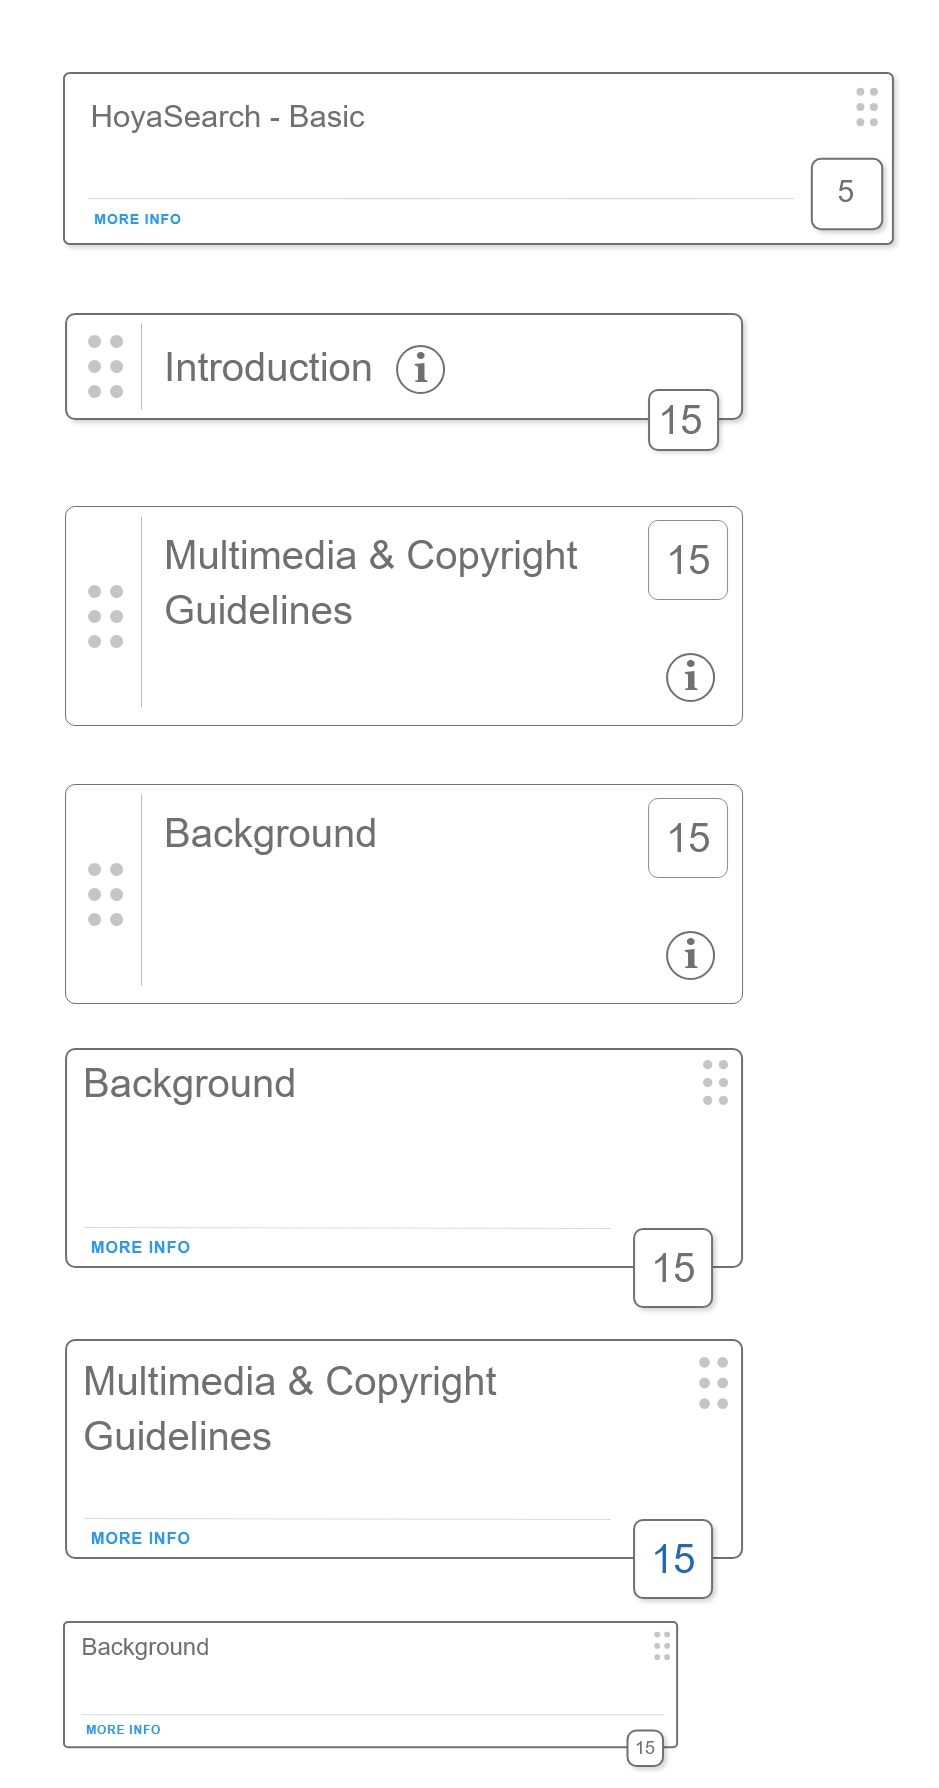 HoyaSearch - Basic
5
MORE INFO
Introduction i
15
Multimedia & Copyright
Guidelines
15
i
Background
15
i
Background
MORE INFO
15
Multimedia & Copyright
Guidelines
MORE INFO
15
Background
MORE INFO
15